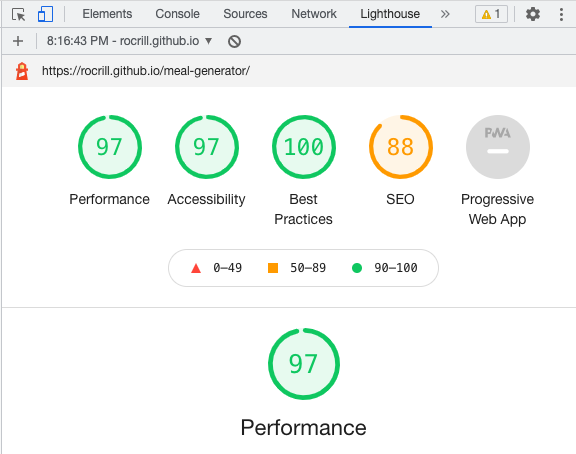 Elements Console Sources Network Lighthouse » 1
8:16:43 PM - rocrill.github.io
https://rocrill.github.io/meal-generator/
97 97 100 88 PWA
Performance Accessibility Best Practices SEO Progressive Web App
0–49 50–89 90–100
97
Performance